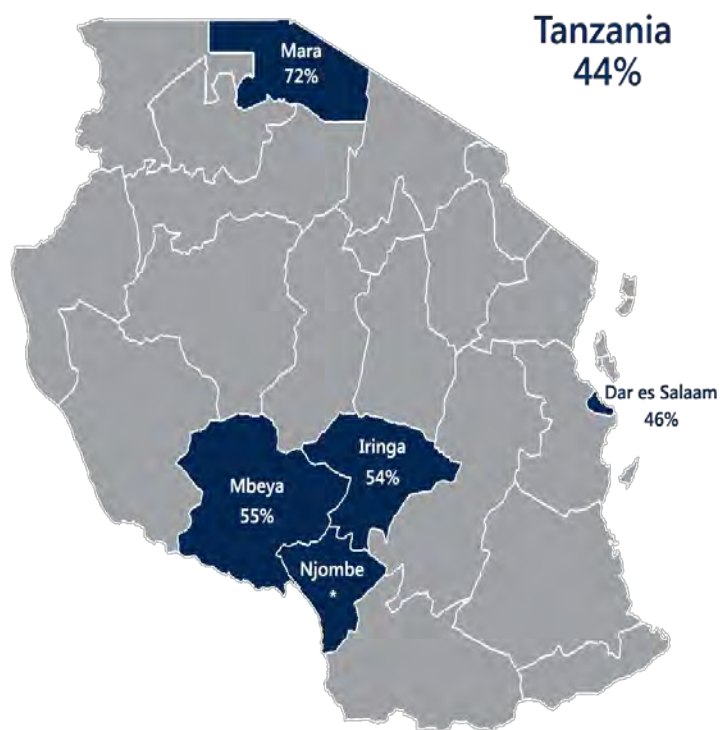 Tanzania
44%
Mara
72%
Dar es Salaam
46%
Iringa
54%
Mbeya
55%
Njombe
*